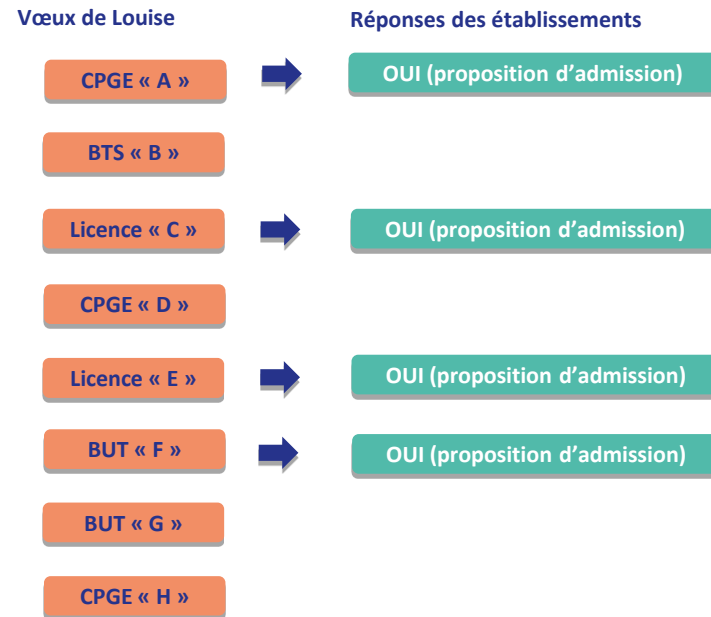 Vœux de Louise Réponses des établissements
CPGE « A » OUI (proposition d'admission)
BTS « B »
Licence « C » OUI (proposition d'admission)
CPGE « D »
Licence « E » OUI (proposition d'admission)
BUT « F » OUI (proposition d'admission)
BUT « G »
CPGE « H »